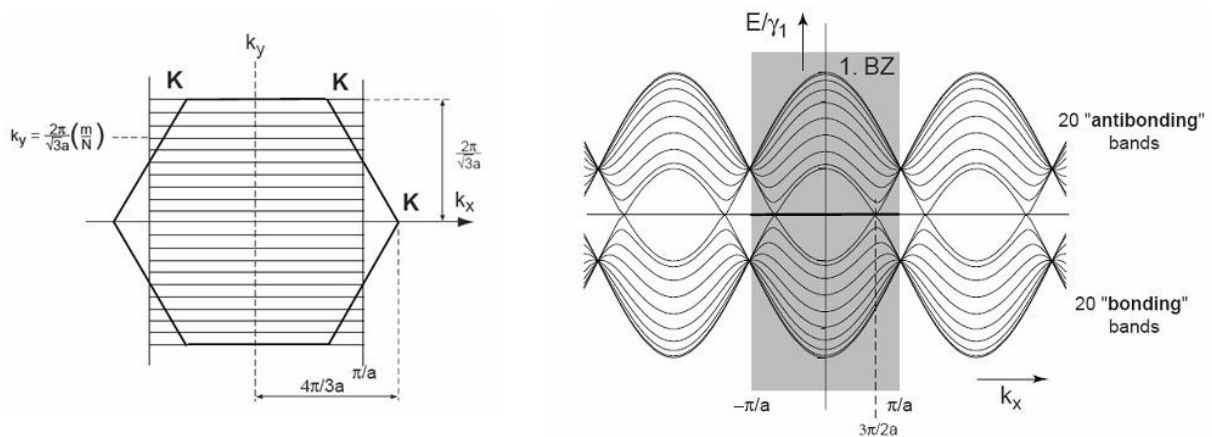 k_y
K
K
k_y = 2π/√3a (m/N)
2π/√3a
K
k_x
π/a
4π/3a
E/γ₁
1. BZ
20 "antibonding"
bands
20 "bonding"
bands
−π/a
π/a
3π/2a
k_x